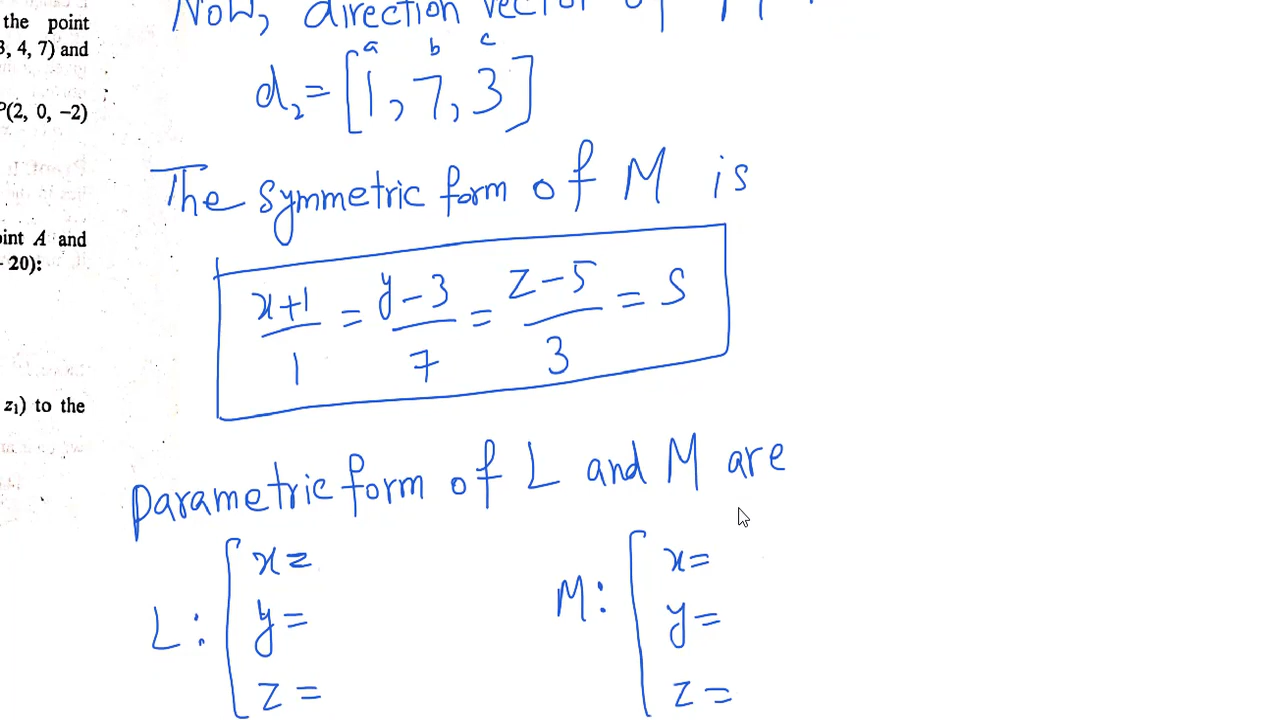 the point
3, 4, 7) and
P(2, 0, −2)
int A and
- 20):
z₁) to the
Now, direction vector of
a b c
d₂ = [1, 7, 3]
The symmetric form of M is
x+1/1 = y−3/7 = z−5/3 = s
Parametric form of L and M are
L: { x=
y=
z=
M: { x=
y=
z=